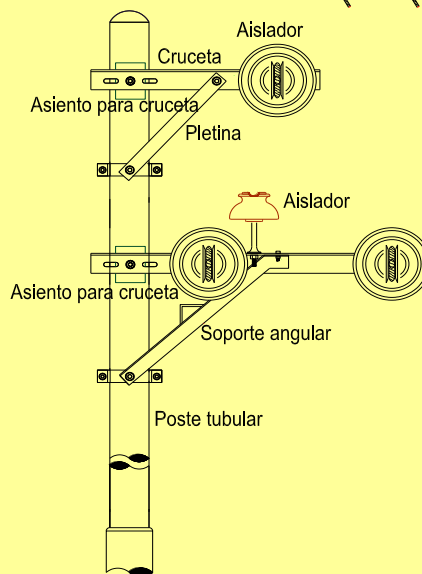 Aislador
Cruceta
Asiento para cruceta
Pletina
Aislador
Asiento para cruceta
Soporte angular
Poste tubular